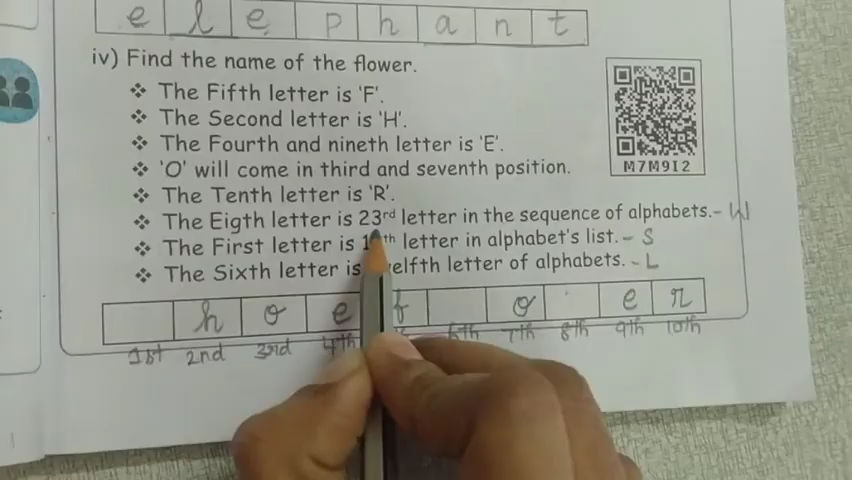 e l e p h a n t
iv) Find the name of the flower.
❖ The Fifth letter is 'F'.
❖ The Second letter is 'H'.
❖ The Fourth and nineth letter is 'E'.
❖ 'O' will come in third and seventh position.
❖ The Tenth letter is 'R'.
❖ The Eigth letter is 23rd letter in the sequence of alphabets. - W
❖ The First letter is letter in alphabet's list. - S
❖ The Sixth letter is letter of alphabets. - L
M7M9I2
h o e f o e r
1st 2nd 3rd 4th 6th 7th 8th 9th 10th